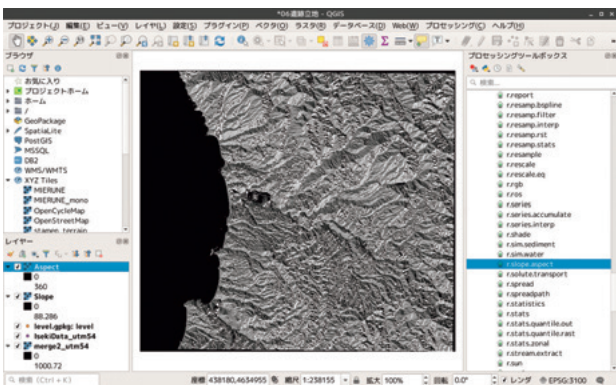 *06遺跡立地 - QGIS
プロジェクト(J) 編集(E) ビュー(V) レイヤ(L) 設定(S) プラグイン(P) ベクタ(O) ラスタ(R) データベース(D) Web(W) プロセッシング(C) ヘルプ(H)
ブラウザ
お気に入り
プロジェクトホーム
ホーム
/
GeoPackage
SpatiaLite
PostGIS
MSSQL
DB2
WMS/WMTS
XYZ Tiles
MIERUNE
MIERUNE_mono
OpenCycleMap
OpenStreetMap
stamen_terrain
レイヤー
Aspect
0
360
Slope
0
88.286
level.gpkg: level
IsekiData_utm54
merge2_utm54
0
1000.72
プロセッシングツールボックス
検索...
r.report
r.resamp.bspline
r.resamp.filter
r.resamp.interp
r.resamp.rst
r.resamp.stats
r.resample
r.rescale
r.rescale.eq
r.rgb
r.ros
r.series
r.series.accumulate
r.series.interp
r.shade
r.sim.sediment
r.sim.water
r.slope.aspect
r.solute.transport
r.spread
r.spreadpath
r.statistics
r.stats
r.stats.quantile.out
r.stats.quantile.rast
r.stats.zonal
r.stream.extract
r.sun
検索 (Ctrl + K)
座標 438180,4634955 縮尺 1:238155 拡大 100% 回転 0.0° レンダ EPSG:3100